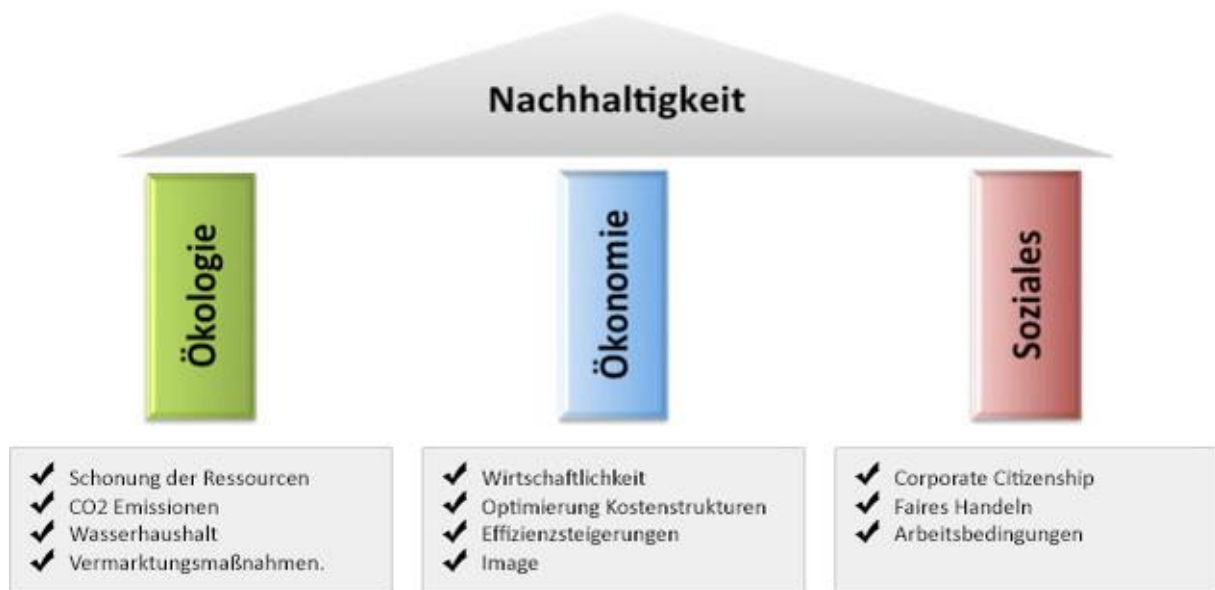 Nachhaltigkeit
Ökologie
Ökonomie
Soziales
Schonung der Ressourcen
CO2 Emissionen
Wasserhaushalt
Vermarktungsmaßnahmen.
Wirtschaftlichkeit
Optimierung Kostenstrukturen
Effizienzsteigerungen
Image
Corporate Citizenship
Faires Handeln
Arbeitsbedingungen